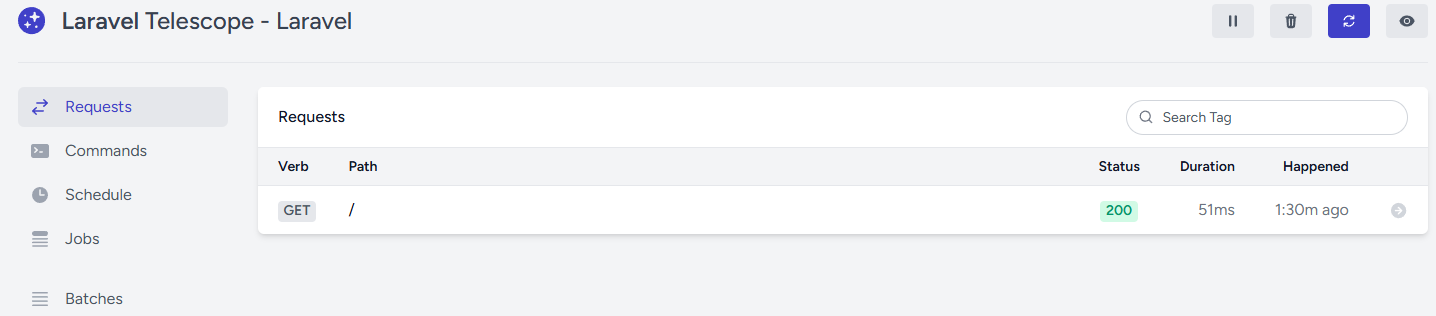 Laravel Telescope - Laravel
Requests
Commands
Schedule
Jobs
Batches
Requests
Search Tag
Verb Path Status Duration Happened
GET / 200 51ms 1:30m ago